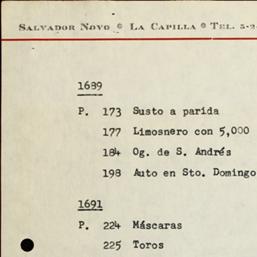 SALVADOR NOVO ® LA CAPILLA ® TEL. 5-2
1689
P. 173 Susto a parida
177 Limosnero con 5,000
184 Og. de S. Andrés
198 Auto en Sto. Domingo
1691
P. 224 Máscaras
225 Toros